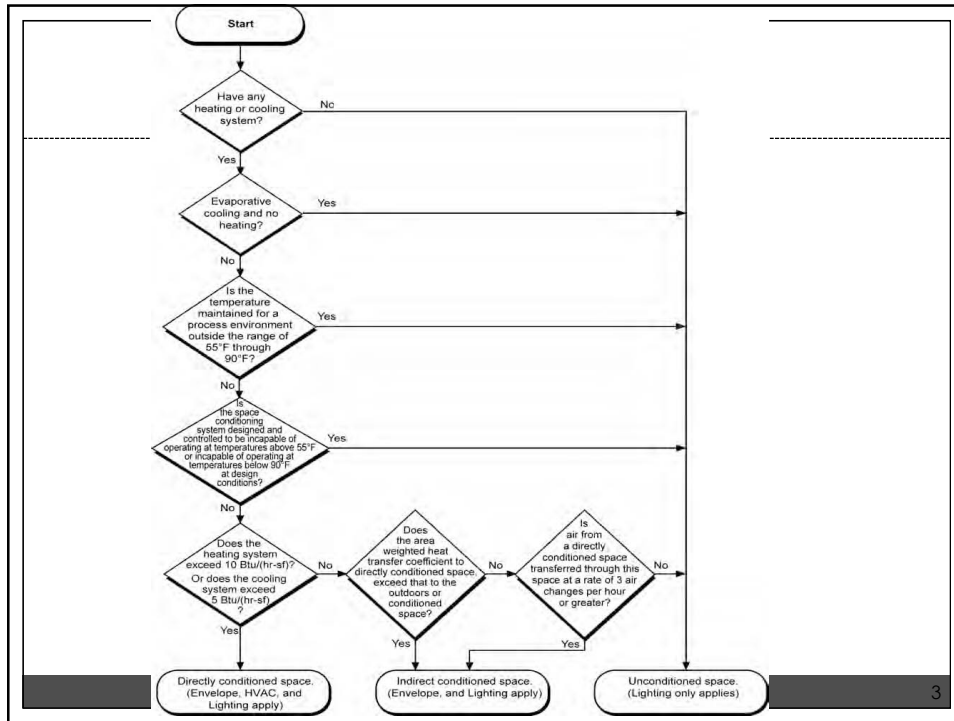 Start
Have any
heating or cooling
system?
No
Yes
Evaporative
cooling and no
heating?
Yes
No
Is the
temperature
maintained for a
process environment
outside the range of
55°F through
90°F?
Yes
No
Is
the space
conditioning
system designed and
controlled to be incapable of
operating at temperatures above 55°F
or incapable of operating at
temperatures below 90°F
at design
conditions?
Yes
No
Does the
heating system
exceed 10 Btu/(hr-sf)?
Or does the cooling
system exceed
5 Btu/(hr-sf)
?
No
Yes
Does
the area
weighted heat
transfer coefficient to
directly conditioned space,
exceed that to the
outdoors or
conditioned
space?
No
Yes
Is
air from
a directly
conditioned space
transferred through this
space at a rate of 3 air
changes per hour
or greater?
No
Yes
Directly conditioned space.
(Envelope, HVAC, and
Lighting apply)
Indirect conditioned space.
(Envelope, and Lighting apply)
Unconditioned space.
(Lighting only applies)
3